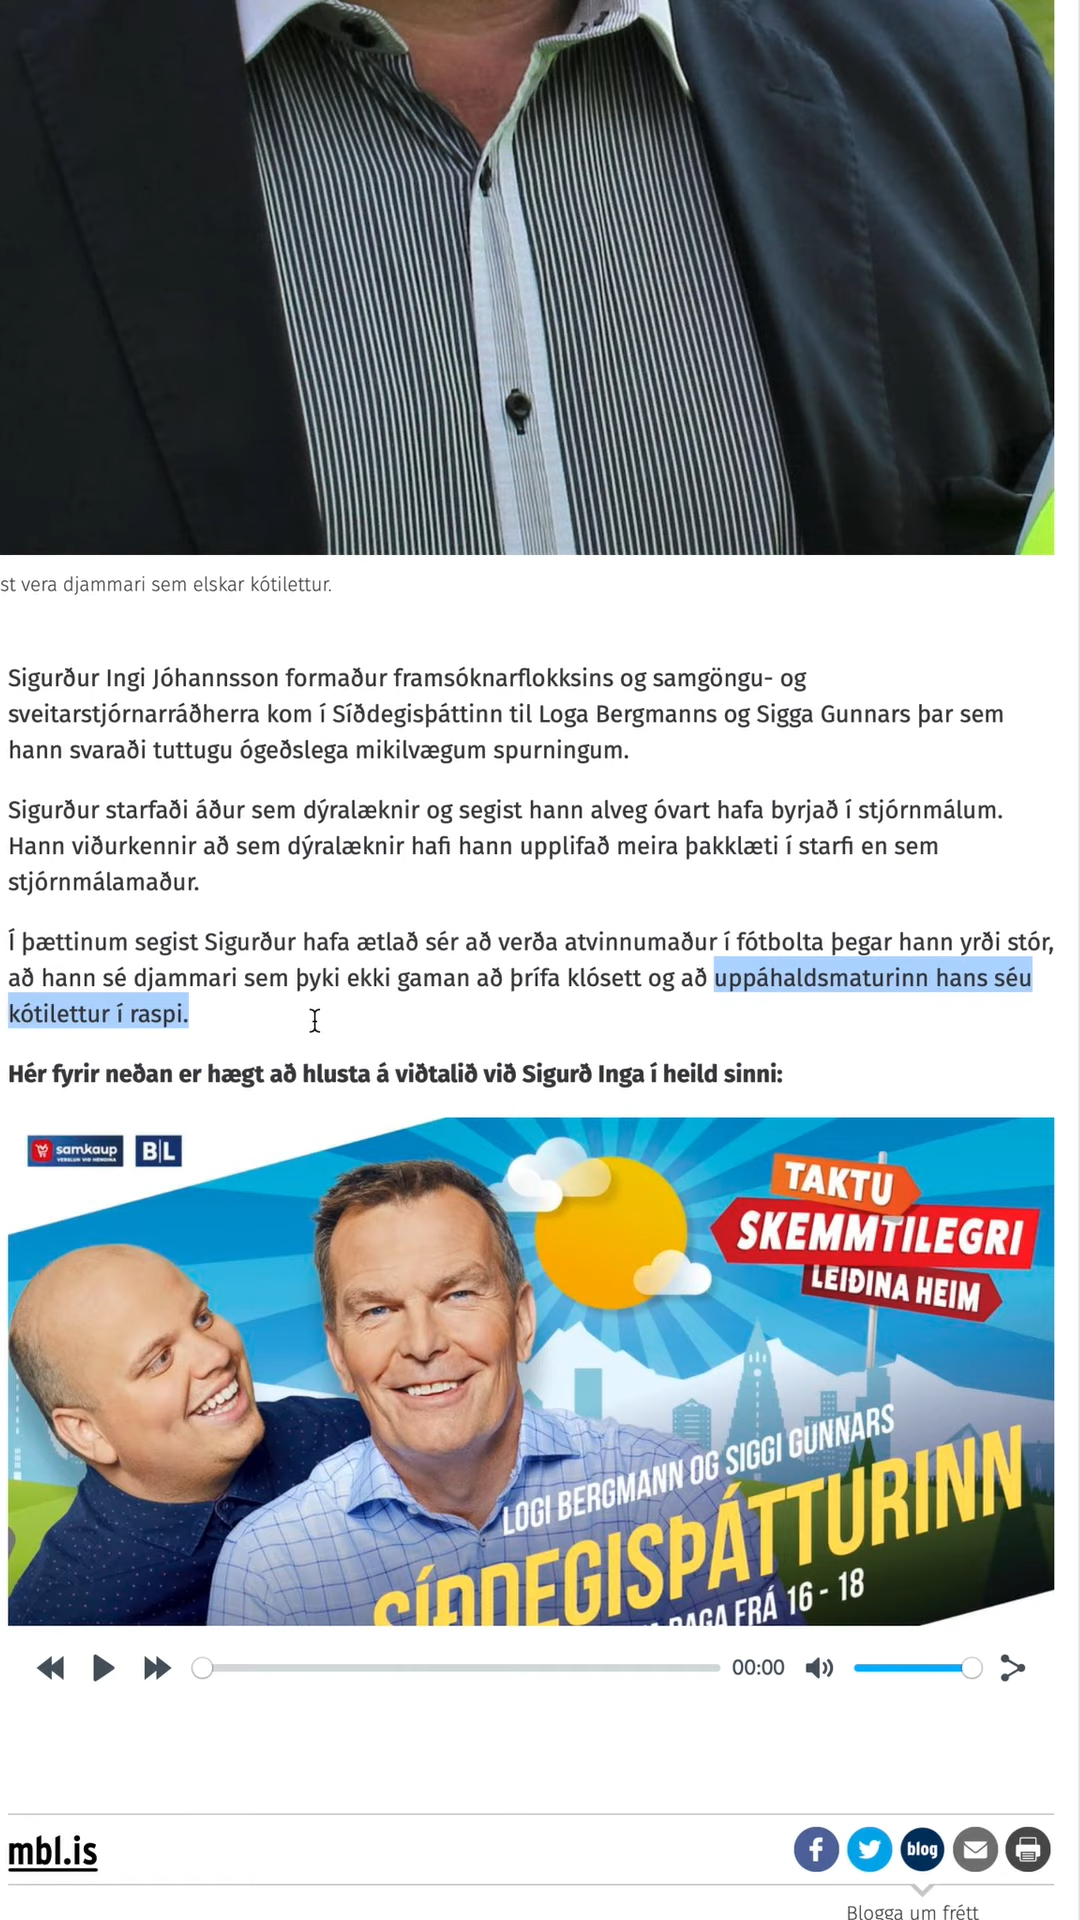 st vera djammari sem elskar kótilettur.
Sigurður Ingi Jóhannsson formaður framsóknarflokksins og samgöngu- og
sveitarstjórnarráðherra kom í Síðdegisþáttinn til Loga Bergmanns og Sigga Gunnars þar sem
hann svaraði tuttugu ógeðslega mikilvægum spurningum.
Sigurður starfaði áður sem dýralæknir og segist hann alveg óvart hafa byrjað í stjórnmálum.
Hann viðurkennir að sem dýralæknir hafi hann upplifað meira þakklæti í starfi en sem
stjórnmálamaður.
Í þættinum segist Sigurður hafa ætlað sér að verða atvinnumaður í fótbolta þegar hann yrði stór,
að hann sé djammari sem þyki ekki gaman að þrífa klósett og að uppáhaldsmaturinn hans séu
kótilettur í raspi.
Hér fyrir neðan er hægt að hlusta á viðtalið við Sigurð Inga í heild sinni:
samkaup
VERSLUN VIÐ HENDINA
B|L
TAKTU
SKEMMTILEGRI
LEIÐINA HEIM
LOGI BERGMANN OG SIGGI GUNNARS
SÍÐDEGISÞÁTTURINN
DAGA FRÁ 16 - 18
00:00
mbl.is
blog
Blogga um frétt